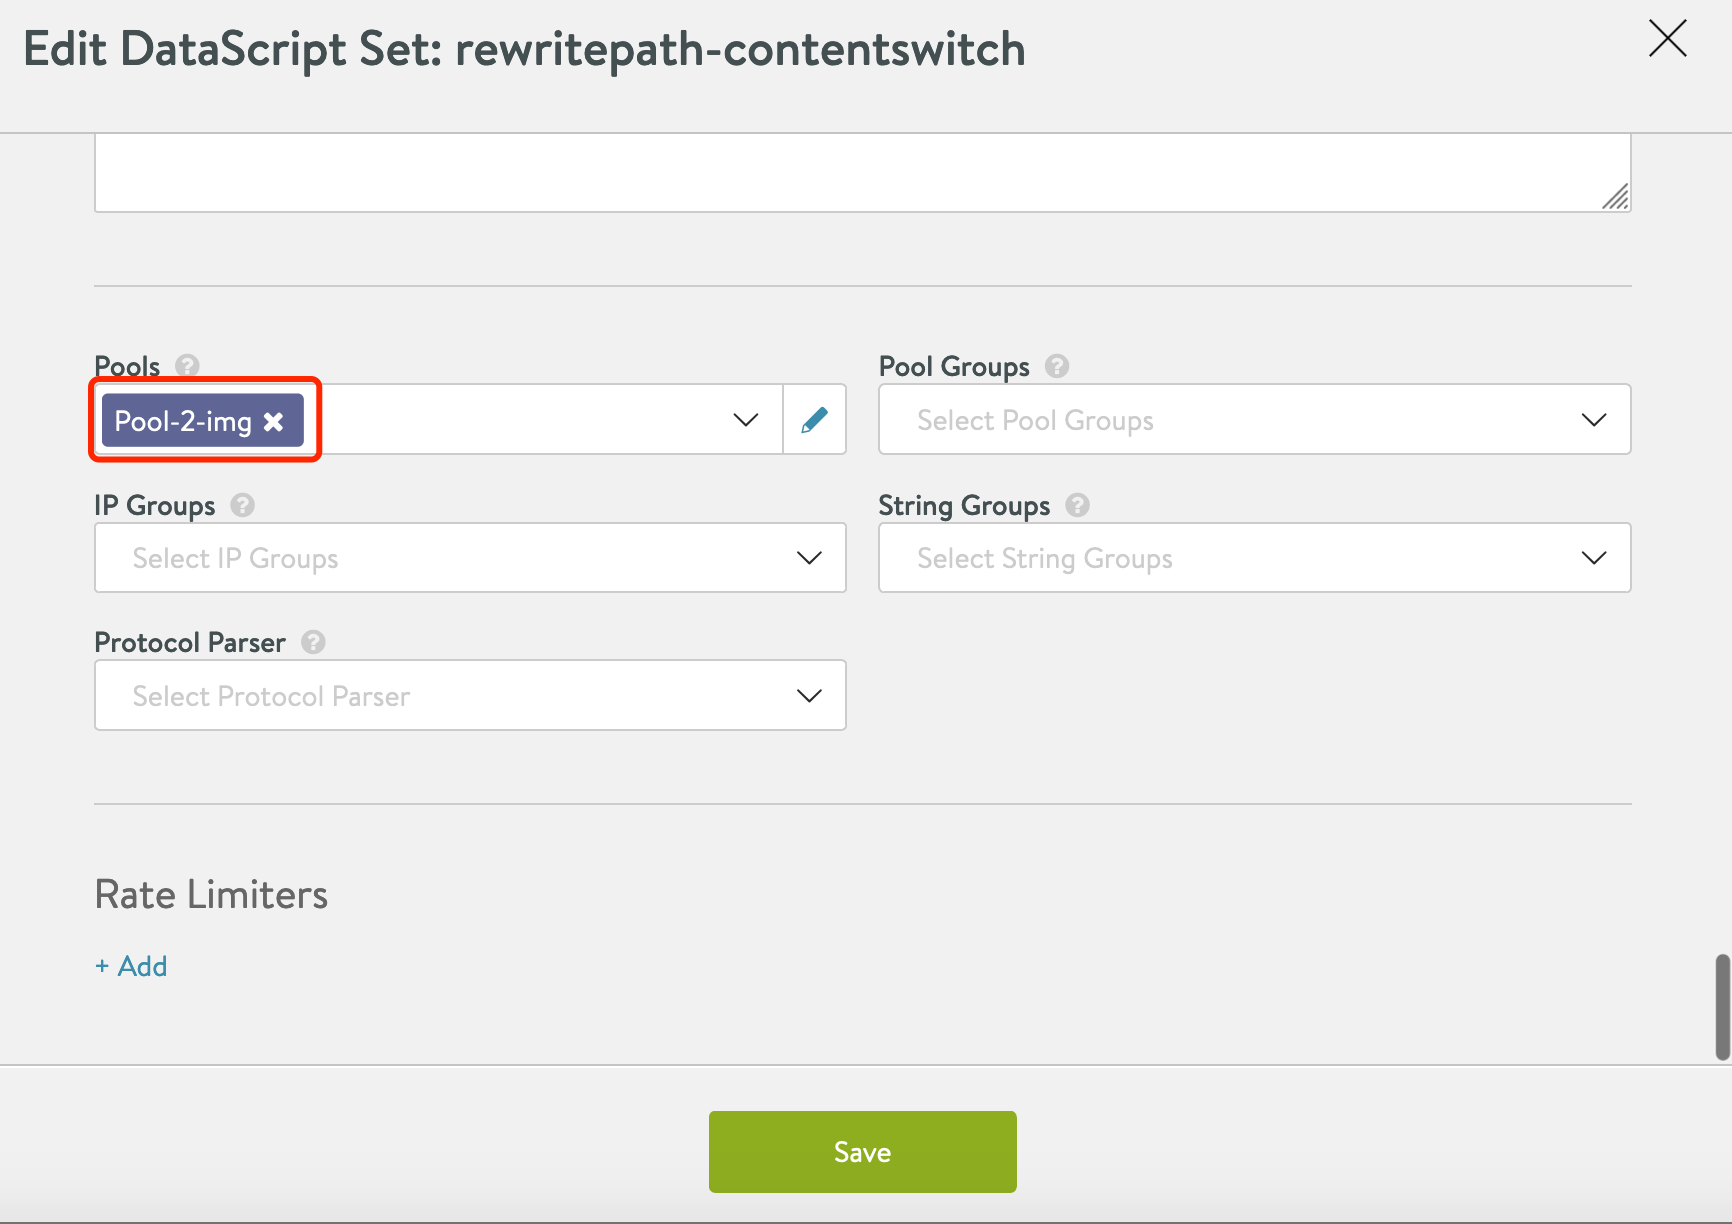 Edit DataScript Set: rewritepath-contentswitch
Pools ?
Pool Groups ?
Pool-2-img
Select Pool Groups
IP Groups ?
String Groups ?
Select IP Groups
Select String Groups
Protocol Parser ?
Select Protocol Parser
Rate Limiters
+ Add
Save